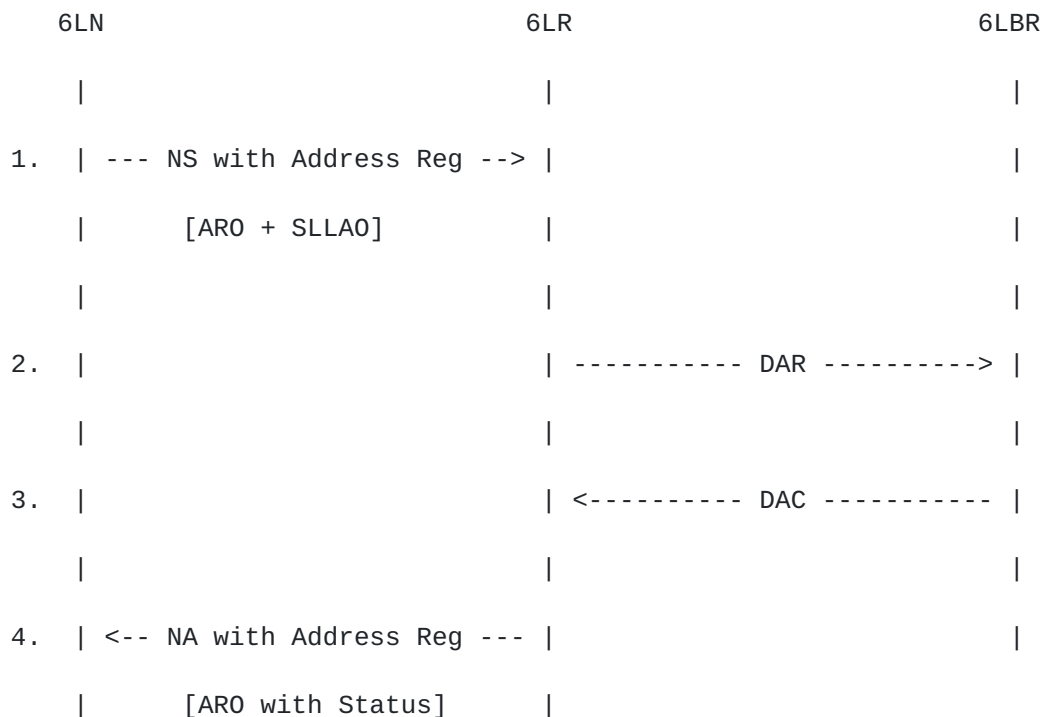 6LN                          6LR                          6LBR
     |                            |                            |
1.   | --- NS with Address Reg --> |                            |
     |      [ARO + SLLAO]          |                            |
     |                            |                            |
2.   |                            | ----------- DAR ----------> |
     |                            |                            |
3.   |                            | <---------- DAC ----------- |
     |                            |                            |
4.   | <-- NA with Address Reg --- |                            |
     |      [ARO with Status]      |